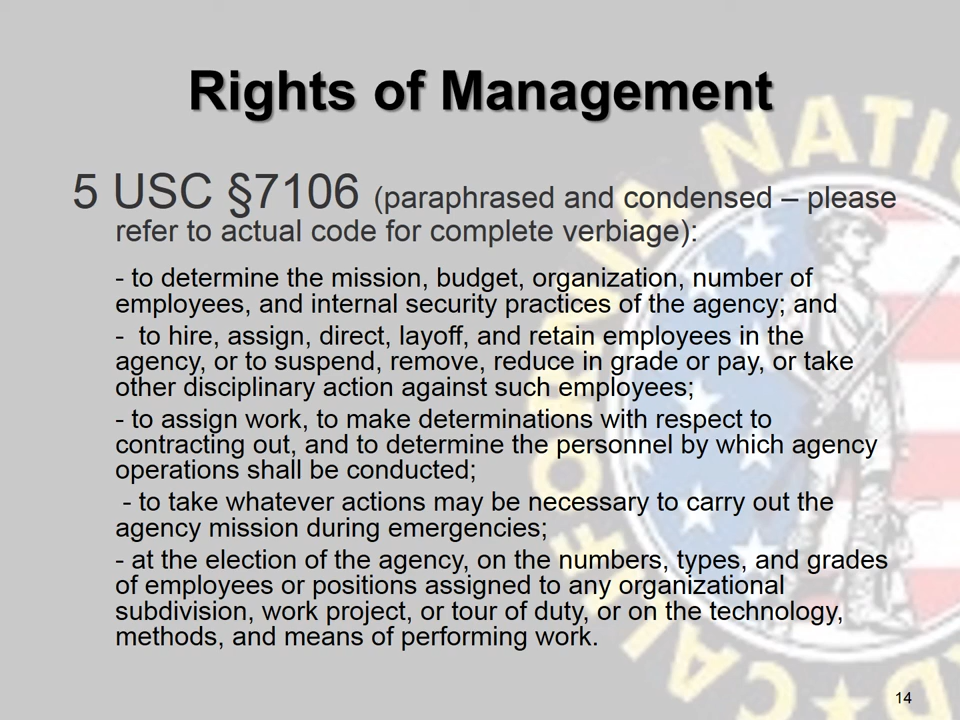 Rights of Management
5 USC §7106 (paraphrased and condensed – please
refer to actual code for complete verbiage):
- to determine the mission, budget, organization, number of
employees, and internal security practices of the agency; and
-  to hire, assign, direct, layoff, and retain employees in the
agency, or to suspend, remove, reduce in grade or pay, or take
other disciplinary action against such employees;
- to assign work, to make determinations with respect to
contracting out, and to determine the personnel by which agency
operations shall be conducted;
- to take whatever actions may be necessary to carry out the
agency mission during emergencies;
- at the election of the agency, on the numbers, types, and grades
of employees or positions assigned to any organizational
subdivision, work project, or tour of duty, or on the technology,
methods, and means of performing work.
14